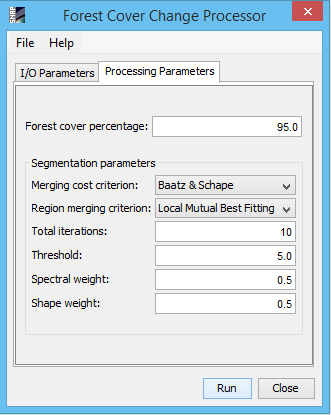 SNAP
Forest Cover Change Processor
File Help
I/O Parameters Processing Parameters
Forest cover percentage: 95.0
Segmentation parameters
Merging cost criterion: Baatz & Schape
Region merging criterion: Local Mutual Best Fitting
Total iterations: 10
Threshold: 5.0
Spectral weight: 0.5
Shape weight: 0.5
Run Close